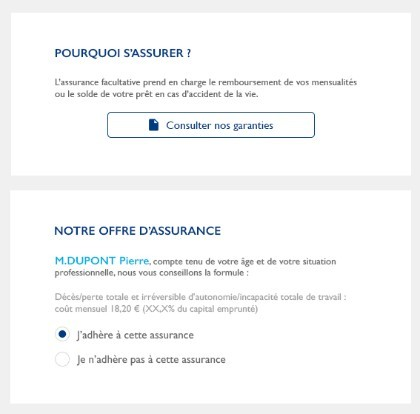 POURQUOI S'ASSURER ?
L'assurance facultative prend en charge le remboursement de vos mensualités
ou le solde de votre prêt en cas d'accident de la vie.
Consulter nos garanties
NOTRE OFFRE D'ASSURANCE
M.DUPONT Pierre, compte tenu de votre âge et de votre situation
professionnelle, nous vous conseillons la formule :
Décès/perte totale et irréversible d'autonomie/incapacité totale de travail :
coût mensuel 18,20 € (XX,X% du capital emprunté)
J'adhère à cette assurance
Je n'adhère pas à cette assurance